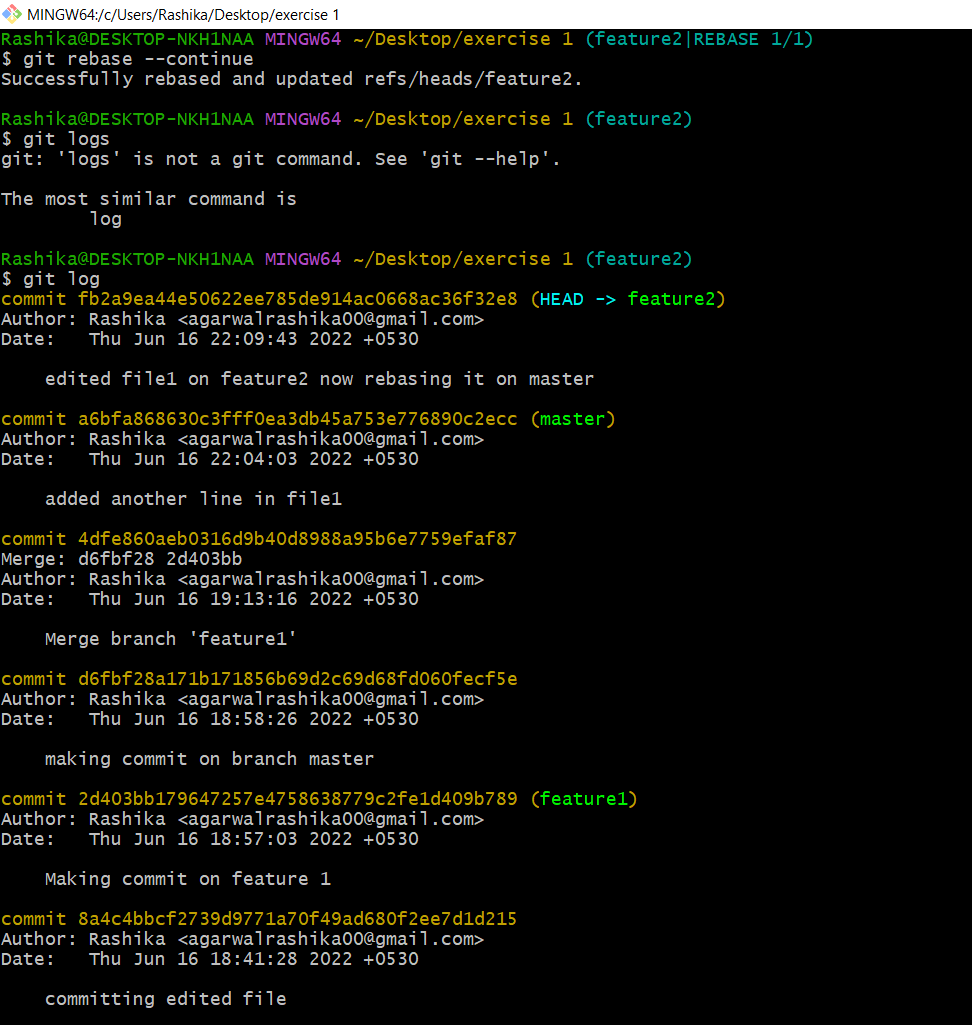 MINGW64:/c/Users/Rashika/Desktop/exercise 1
Rashika@DESKTOP-NKH1NAA MINGW64 ~/Desktop/exercise 1 (feature2|REBASE 1/1)
$ git rebase --continue
Successfully rebased and updated refs/heads/feature2.
Rashika@DESKTOP-NKH1NAA MINGW64 ~/Desktop/exercise 1 (feature2)
$ git logs
git: 'logs' is not a git command. See 'git --help'.
The most similar command is
log
Rashika@DESKTOP-NKH1NAA MINGW64 ~/Desktop/exercise 1 (feature2)
$ git log
commit fb2a9ea44e50622ee785de914ac0668ac36f32e8 (HEAD -> feature2)
Author: Rashika <agarwalrashika00@gmail.com>
Date:   Thu Jun 16 22:09:43 2022 +0530
edited file1 on feature2 now rebasing it on master
commit a6bfa868630c3fff0ea3db45a753e776890c2ecc (master)
Author: Rashika <agarwalrashika00@gmail.com>
Date:   Thu Jun 16 22:04:03 2022 +0530
added another line in file1
commit 4dfe860aeb0316d9b40d8988a95b6e7759efaf87
Merge: d6fbf28 2d403bb
Author: Rashika <agarwalrashika00@gmail.com>
Date:   Thu Jun 16 19:13:16 2022 +0530
Merge branch 'feature1'
commit d6fbf28a171b171856b69d2c69d68fd060fecf5e
Author: Rashika <agarwalrashika00@gmail.com>
Date:   Thu Jun 16 18:58:26 2022 +0530
making commit on branch master
commit 2d403bb179647257e4758638779c2fe1d409b789 (feature1)
Author: Rashika <agarwalrashika00@gmail.com>
Date:   Thu Jun 16 18:57:03 2022 +0530
Making commit on feature 1
commit 8a4c4bbcf2739d9771a70f49ad680f2ee7d1d215
Author: Rashika <agarwalrashika00@gmail.com>
Date:   Thu Jun 16 18:41:28 2022 +0530
committing edited file